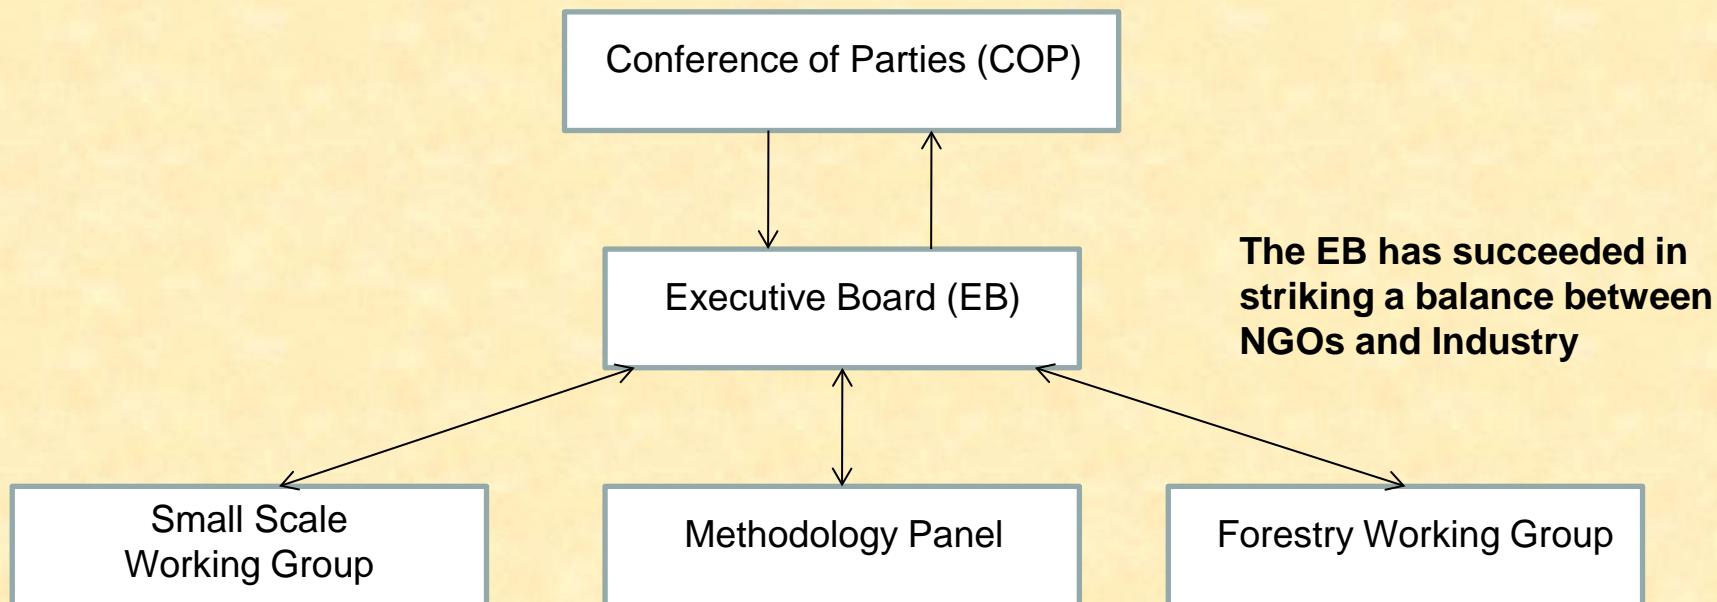 Conference of Parties (COP)
Executive Board (EB)
The EB has succeeded in
striking a balance between
NGOs and Industry
Small Scale
Working Group
Methodology Panel
Forestry Working Group